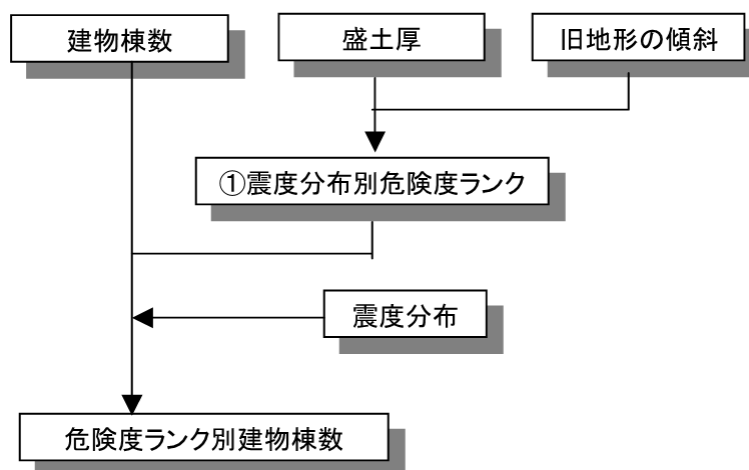 建物棟数
盛土厚
旧地形の傾斜
①震度分布別危険度ランク
震度分布
危険度ランク別建物棟数